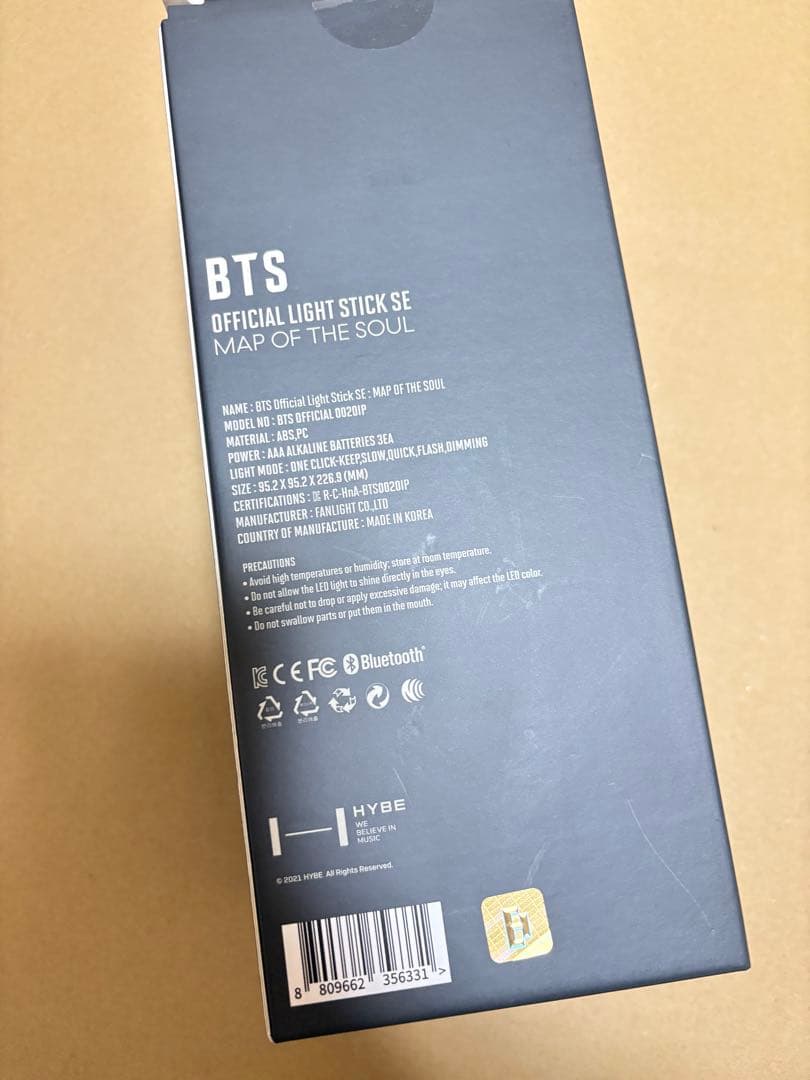 BTS
OFFICIAL LIGHT STICK SE
MAP OF THE SOUL
NAME : BTS Official Light Stick SE : MAP OF THE SOUL
MODEL NO : BTS OFFICIAL 00201P
MATERIAL : ABS,PC
POWER : AAA ALKALINE BATTERIES 3EA
LIGHT MODE : ONE CLICK-KEEP,SLOW,QUICK,FLASH,DIMMING
SIZE : 95.2 X 95.2 X 226.9 (MM)
CERTIFICATIONS : R-C-HnA-BTS00201P
MANUFACTURER : FANLIGHT CO.,LTD
COUNTRY OF MANUFACTURE : MADE IN KOREA
PRECAUTIONS
• Avoid high temperatures or humidity; store at room temperature.
• Do not allow the LED light to shine directly in the eyes.
• Be careful not to drop or apply excessive damage; it may affect the LED color.
• Do not swallow parts or put them in the mouth.
CE FC Bluetooth®
HYBE
WE
BELIEVE IN
MUSIC
© 2021 HYBE All Rights Reserved.
8 809662 356331 >